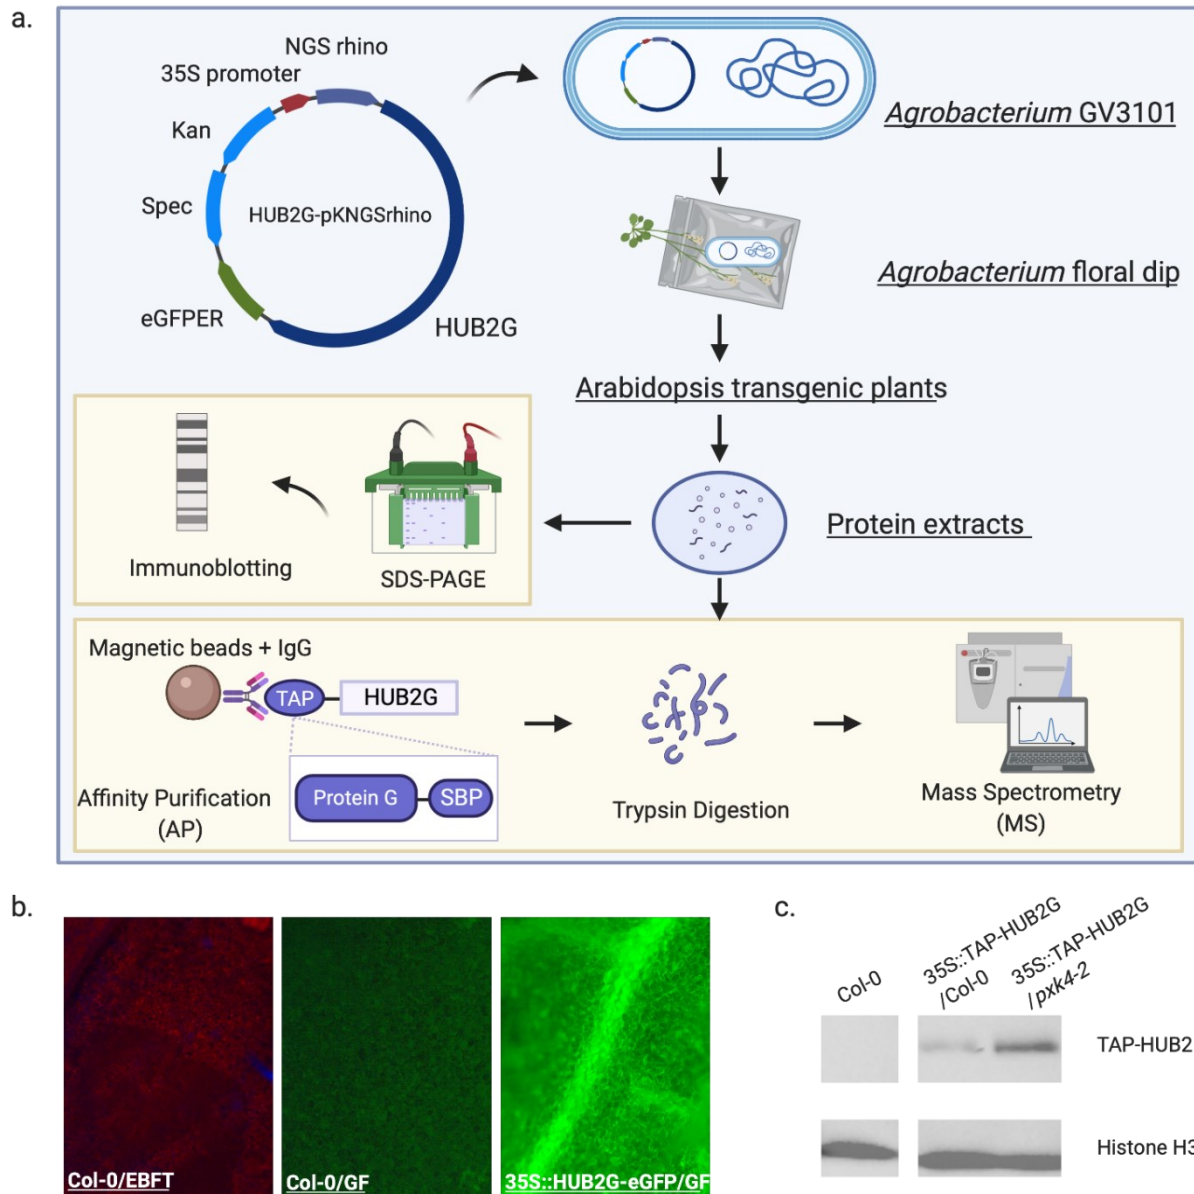 a.
NGS rhino
35S promoter
Kan
Spec
HUB2G-pKNGSrhino
eGFPER
HUB2G
Agrobacterium GV3101
Agrobacterium floral dip
Arabidopsis transgenic plants
Protein extracts
Immunoblotting
SDS-PAGE
Magnetic beads + IgG
TAP
HUB2G
Protein G
SBP
Affinity Purification
(AP)
Trypsin Digestion
Mass Spectrometry
(MS)
b.
Col-0/EBFT
Col-0/GF
35S::HUB2G-eGFP/GF
c.
Col-0
35S::TAP-HUB2G
/Col-0
35S::TAP-HUB2G
/pxk4-2
TAP-HUB2
Histone H3